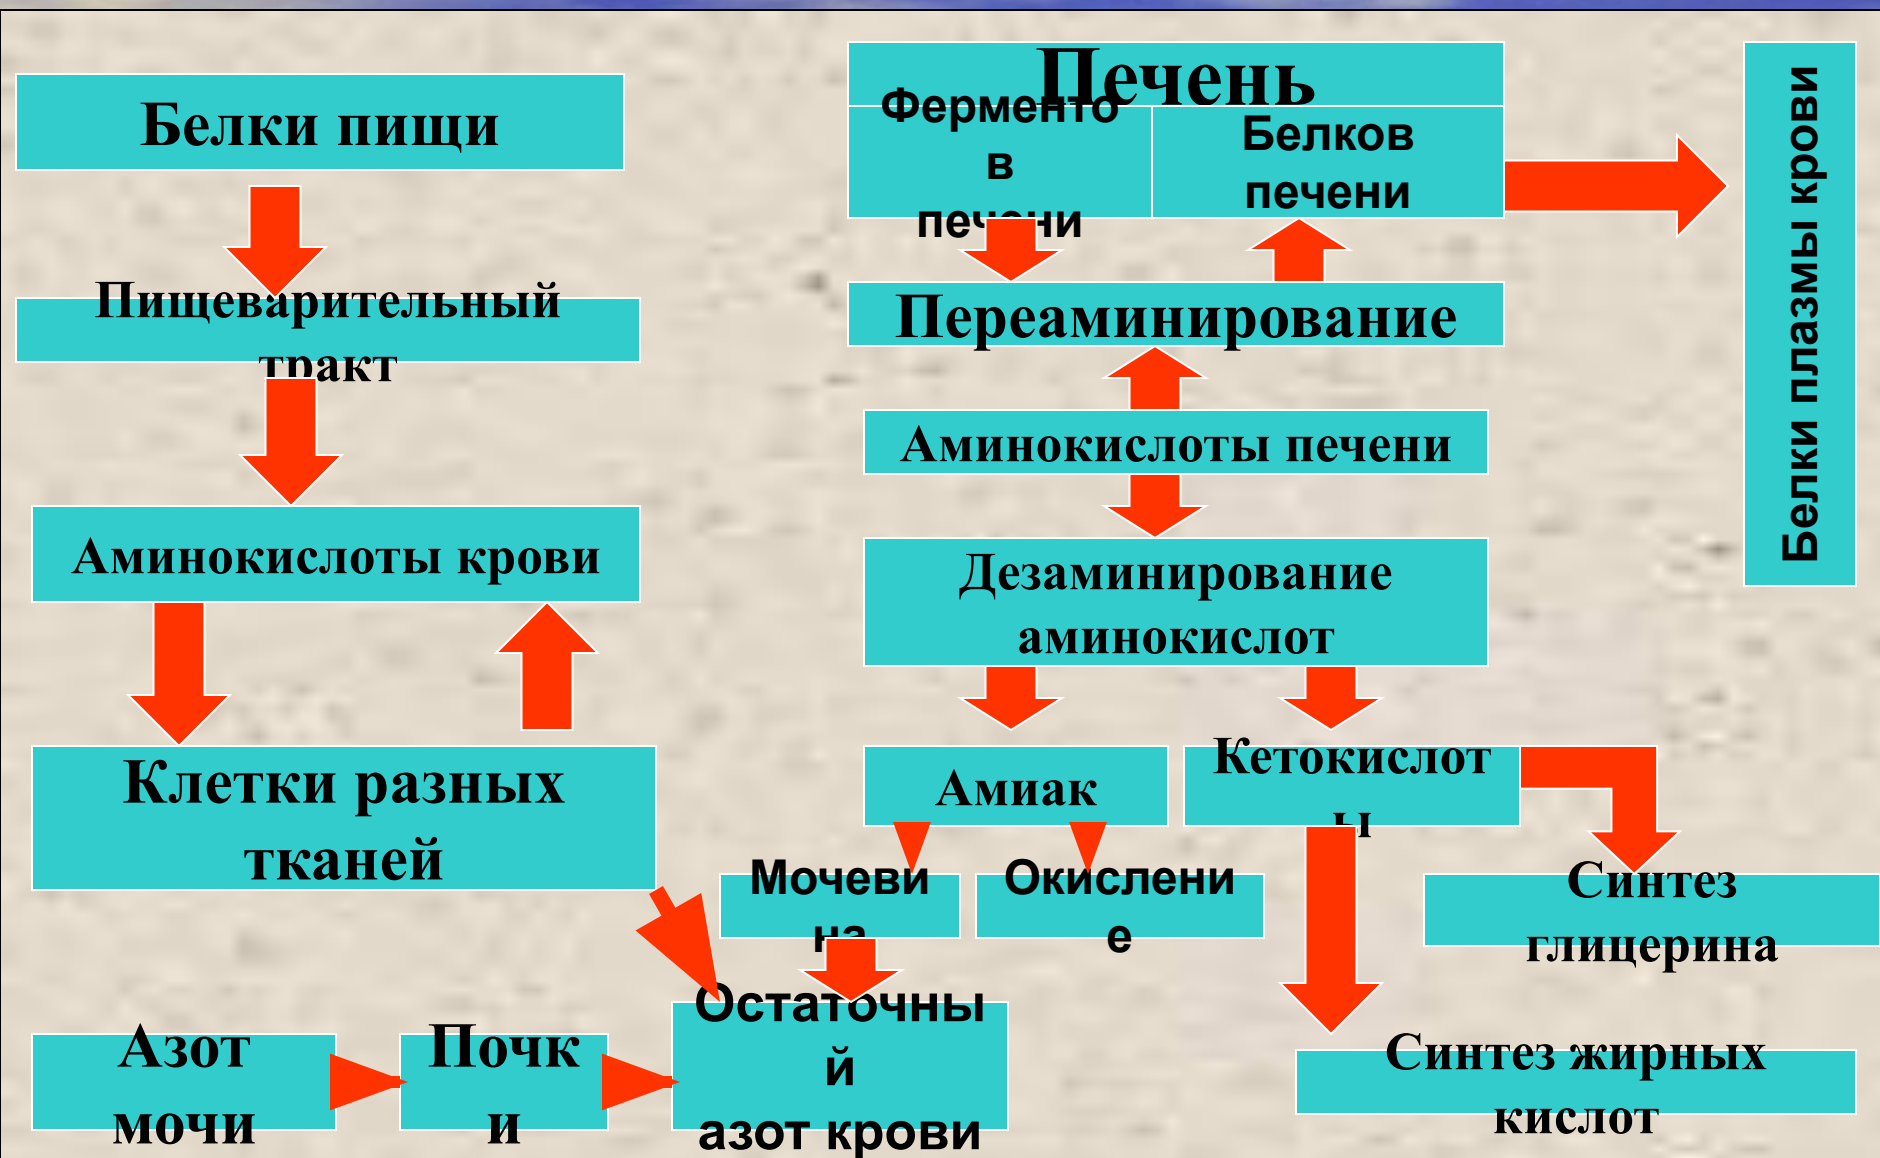 Белки пищи
Пищеварительный
тракт
Аминокислоты крови
Клетки разных
тканей
Азот
мочи
Почк
и
Остаточны
й
азот крови
Печень
Ферменто
в
печени
Белков
печени
Переаминирование
Аминокислоты печени
Дезаминирование
аминокислот
Амиак
Кетокислот
ы
Мочеви
на
Окислени
е
Синтез
глицерина
Синтез жирных
кислот
Белки плазмы крови